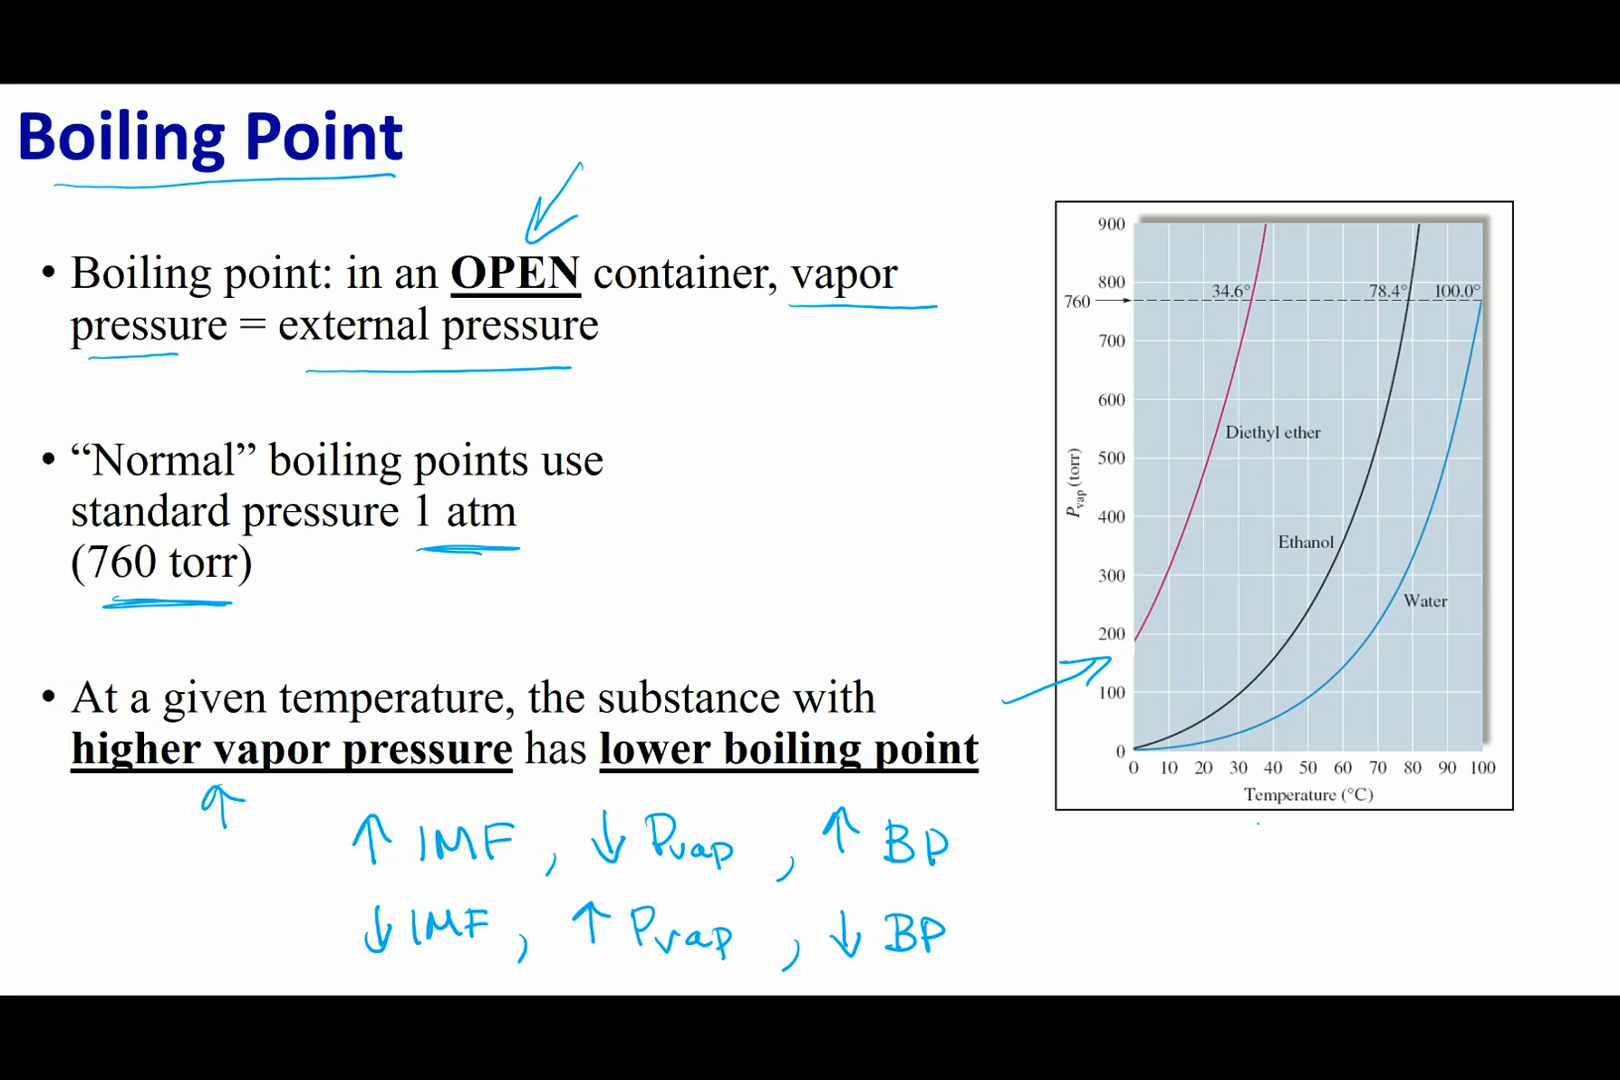 Boiling Point
• Boiling point: in an OPEN container, vapor
pressure = external pressure
• “Normal” boiling points use
standard pressure 1 atm
(760 torr)
• At a given temperature, the substance with
higher vapor pressure has lower boiling point
↑ IMF, ↓ Pvap, ↑ BP
↓ IMF, ↑ Pvap, ↓ BP
900
800
760
700
600
500
400
300
200
100
0
Pvap (torr)
34.6°
78.4°
100.0°
Diethyl ether
Ethanol
Water
0 10 20 30 40 50 60 70 80 90 100
Temperature (°C)